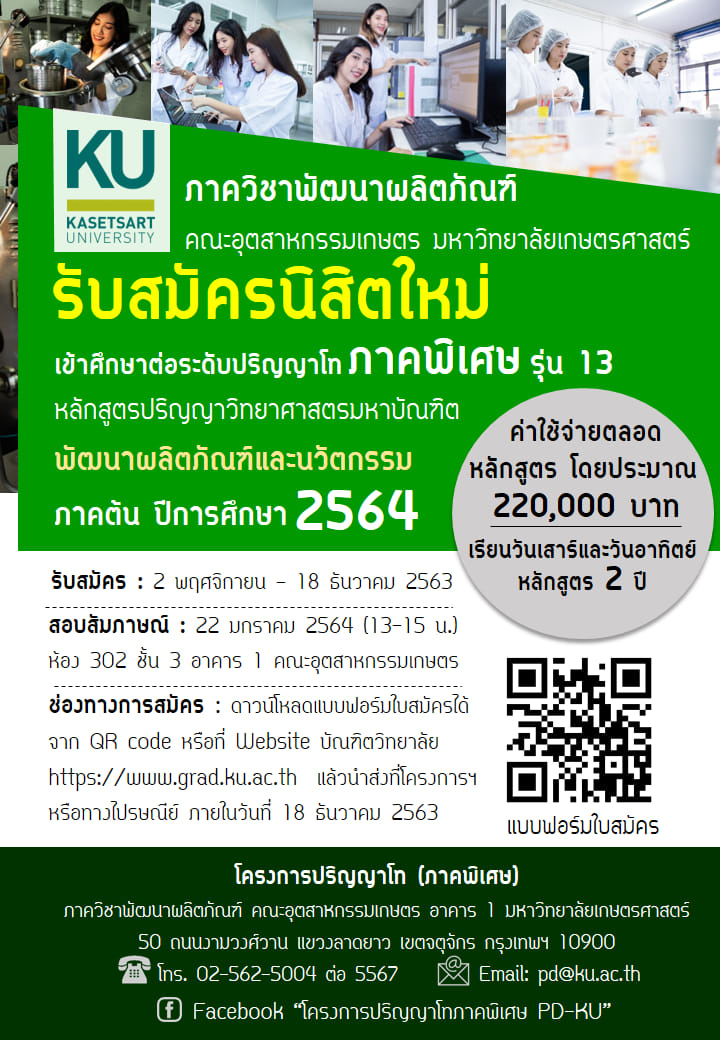 KU
KASETSART
UNIVERSITY
ภาควิชาพัฒนาผลิตภัณฑ์
คณะอุตสาหกรรมเกษตร มหาวิทยาลัยเกษตรศาสตร์
รับสมัครนิสิตใหม่
เข้าศึกษาต่อระดับปริญญาโท ภาคพิเศษ รุ่น 13
หลักสูตรปริญญาวิทยาศาสตรมหาบัณฑิต
พัฒนาผลิตภัณฑ์และนวัตกรรม
ภาคต้น ปีการศึกษา 2564
ค่าใช้จ่ายตลอด
หลักสูตร โดยประมาณ
220,000 บาท
เรียนวันเสาร์และวันอาทิตย์
หลักสูตร 2 ปี
รับสมัคร : 2 พฤศจิกายน - 18 ธันวาคม 2563
สอบสัมภาษณ์ : 22 มกราคม 2564 (13-15 น.)
ห้อง 302 ชั้น 3 อาคาร 1 คณะอุตสาหกรรมเกษตร
ช่องทางการสมัคร : ดาวน์โหลดแบบฟอร์มใบสมัครได้
จาก QR code หรือที่ Website บัณฑิตวิทยาลัย
https://www.grad.ku.ac.th แล้วนำส่งที่โครงการฯ
หรือทางไปรษณีย์ ภายในวันที่ 18 ธันวาคม 2563
แบบฟอร์มใบสมัคร
โครงการปริญญาโท (ภาคพิเศษ)
ภาควิชาพัฒนาผลิตภัณฑ์ คณะอุตสาหกรรมเกษตร อาคาร 1 มหาวิทยาลัยเกษตรศาสตร์
50 ถนนงามวงศ์วาน แขวงลาดยาว เขตจตุจักร กรุงเทพฯ 10900
โทร. 02-562-5004 ต่อ 5567 Email: pd@ku.ac.th
Facebook “โครงการปริญญาโทภาคพิเศษ PD-KU”